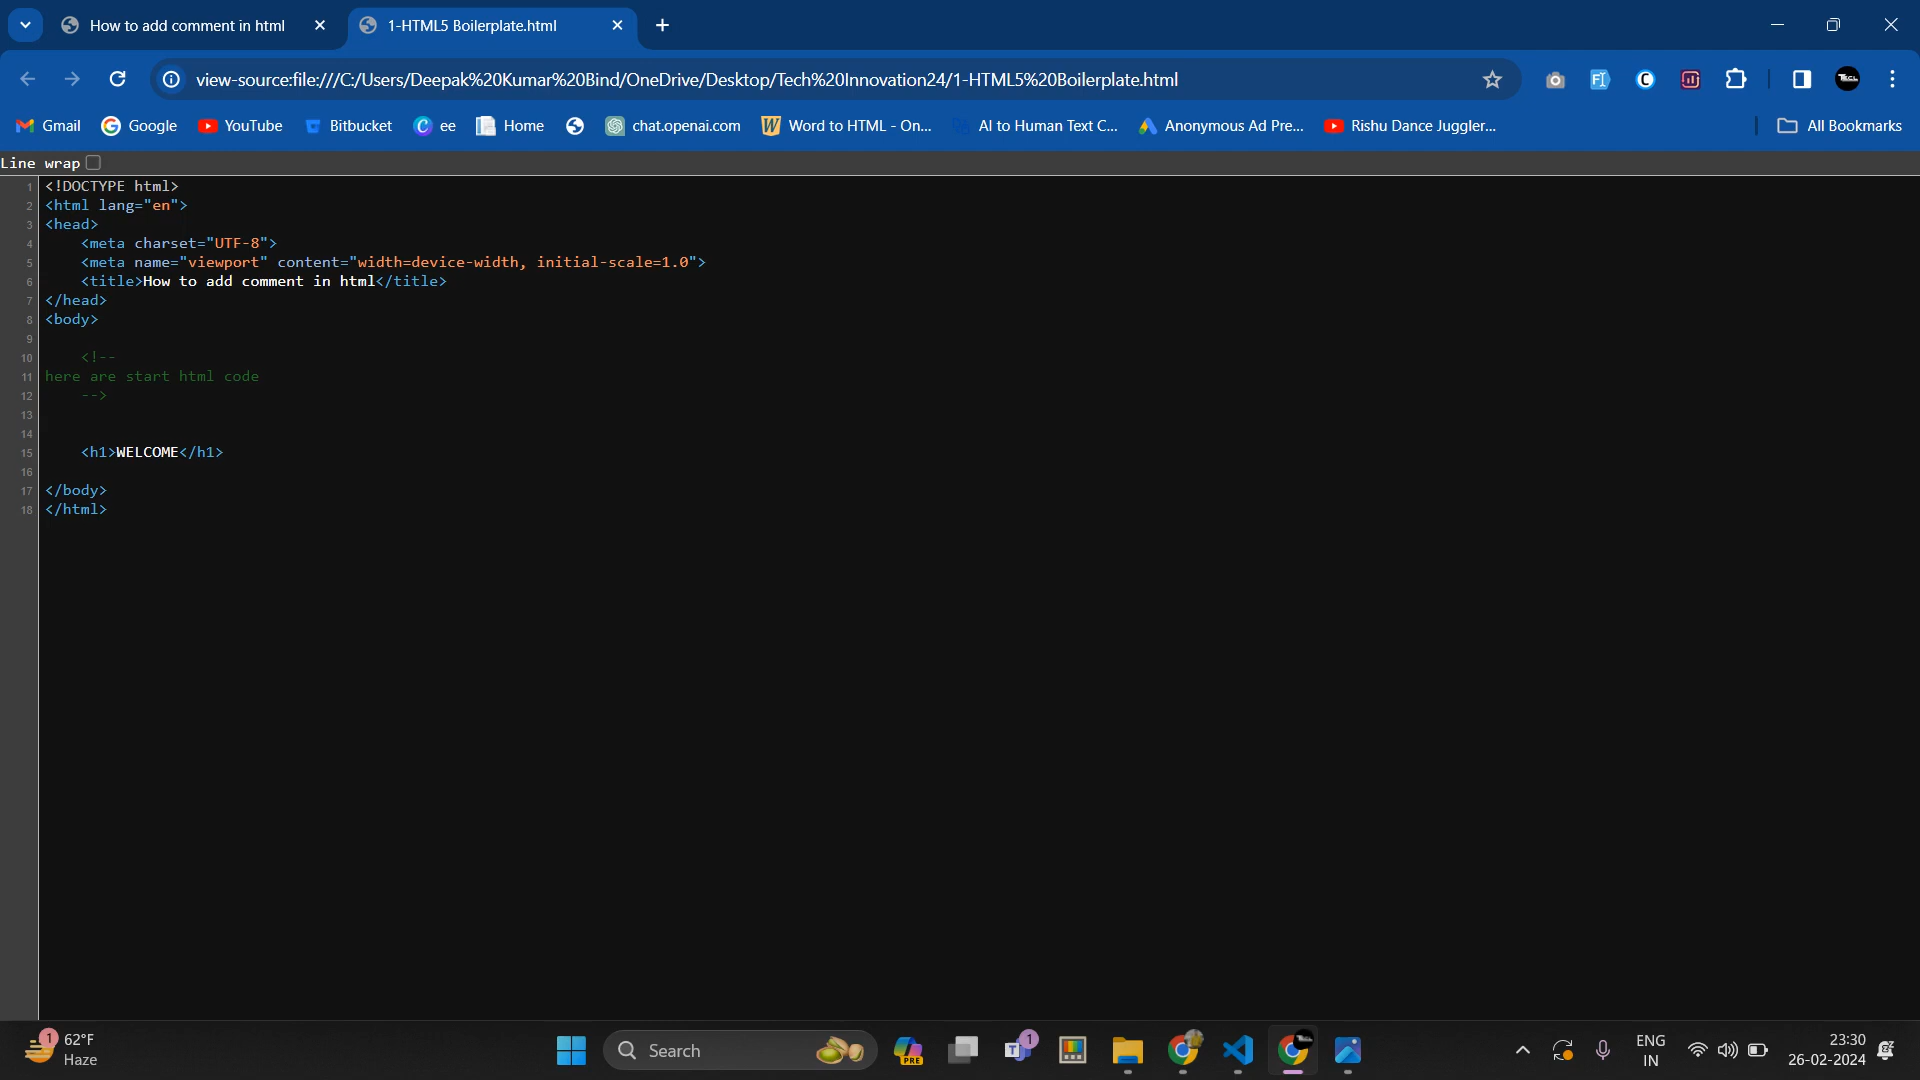 How to add comment in html
1-HTML5 Boilerplate.html
view-source:file:///C:/Users/Deepak%20Kumar%20Bind/OneDrive/Desktop/Tech%20Innovation24/1-HTML5%20Boilerplate.html
Gmail Google YouTube Bitbucket ee Home chat.openai.com Word to HTML - On... AI to Human Text C... Anonymous Ad Pre... Rishu Dance Juggler... All Bookmarks
Line wrap
1 <!DOCTYPE html>
2 <html lang="en">
3 <head>
4     <meta charset="UTF-8">
5     <meta name="viewport" content="width=device-width, initial-scale=1.0">
6     <title>How to add comment in html</title>
7 </head>
8 <body>
9
10     <!--
11 here are start html code
12     -->
13
14
15     <h1>WELCOME</h1>
16
17 </body>
18 </html>
1
62°F
Haze
Search
PRE
1
ENG
IN
23:30
26-02-2024